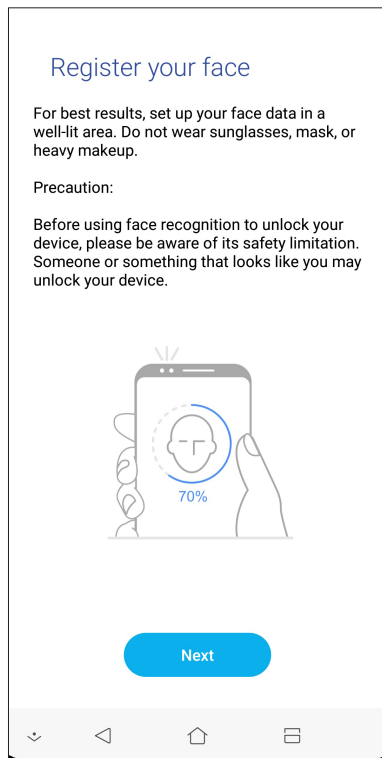 Register your face
For best results, set up your face data in a
well-lit area. Do not wear sunglasses, mask, or
heavy makeup.
Precaution:
Before using face recognition to unlock your
device, please be aware of its safety limitation.
Someone or something that looks like you may
unlock your device.
70%
Next